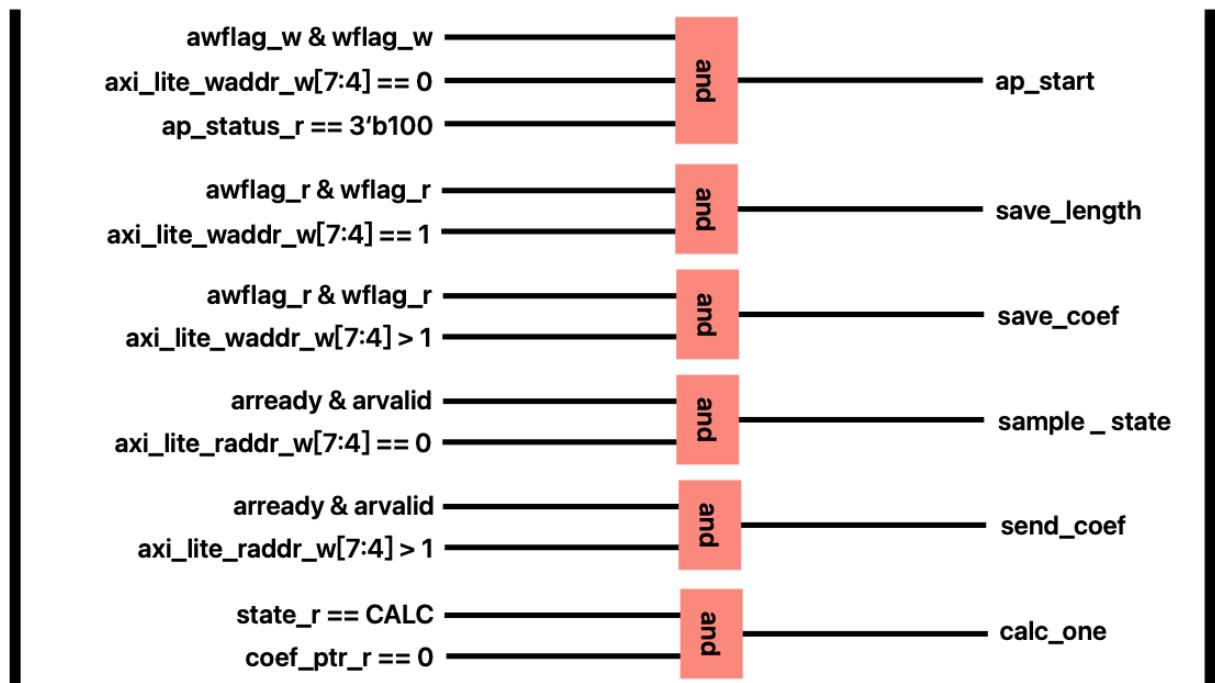 awflag_w & wflag_w
axi_lite_waddr_w[7:4] == 0
ap_status_r == 3‘b100
and
ap_start
awflag_r & wflag_r
axi_lite_waddr_w[7:4] == 1
and
save_length
awflag_r & wflag_r
axi_lite_waddr_w[7:4] > 1
and
save_coef
arready & arvalid
axi_lite_raddr_w[7:4] == 0
and
sample _ state
arready & arvalid
axi_lite_raddr_w[7:4] > 1
and
send_coef
state_r == CALC
coef_ptr_r == 0
and
calc_one